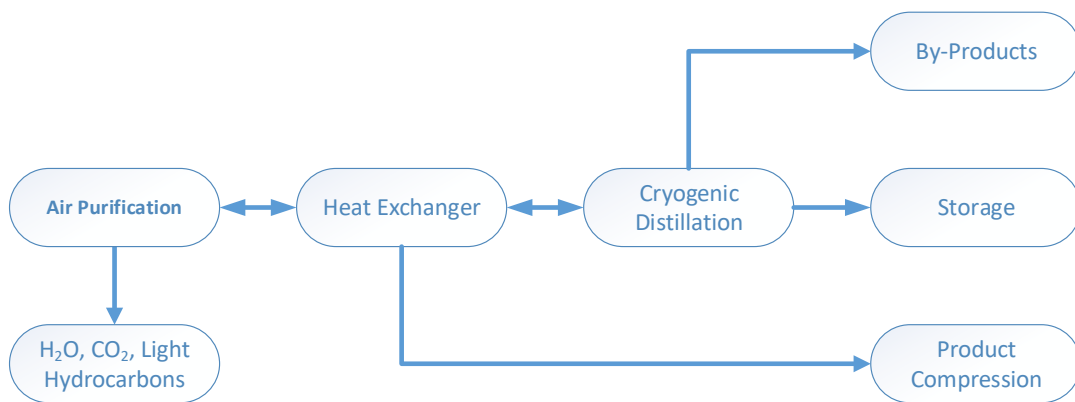 By-Products
Air Purification
Heat Exchanger
Cryogenic
Distillation
Storage
H₂O, CO₂, Light
Hydrocarbons
Product
Compression